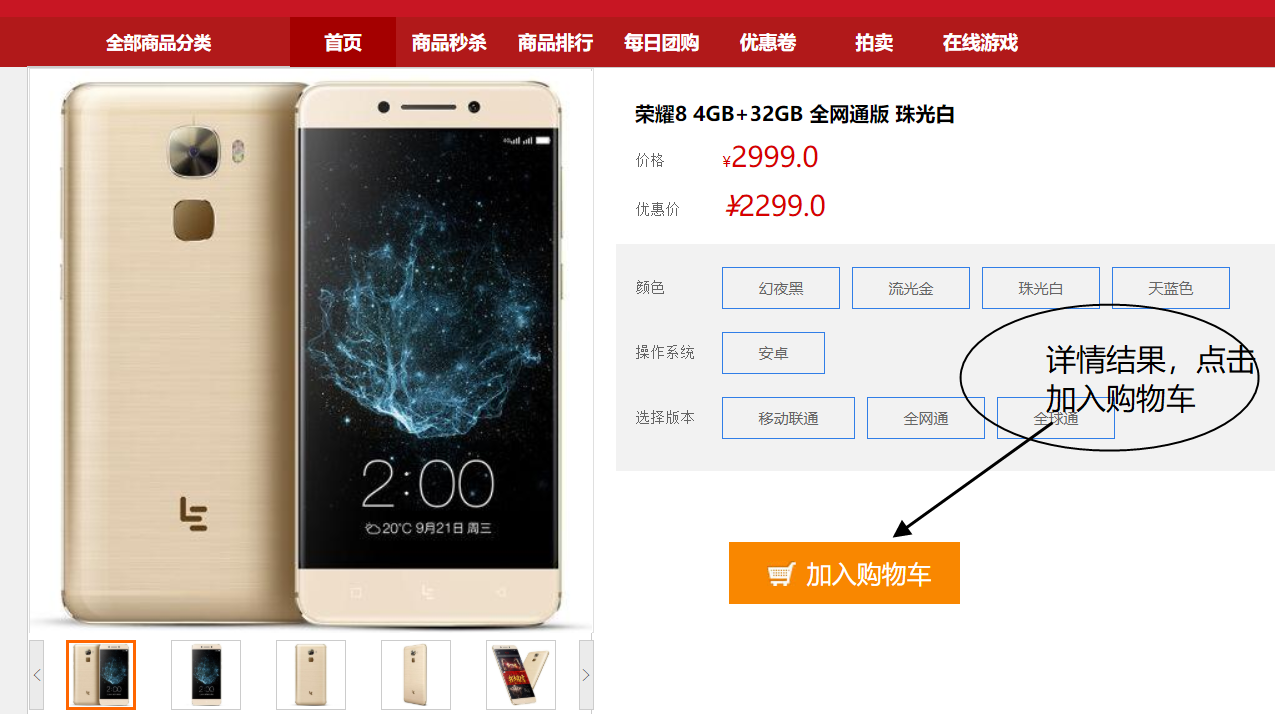 全部商品分类 首页 商品秒杀 商品排行 每日团购 优惠卷 拍卖 在线游戏
荣耀8 4GB+32GB 全网通版 珠光白
价格 ¥2999.0
优惠价 ¥2299.0
颜色 幻夜黑 流光金 珠光白 天蓝色
操作系统 安卓
详情结果，点击
加入购物车
选择版本 移动联通 全网通 全球通
加入购物车
2:00
20°C 9月21日 周三